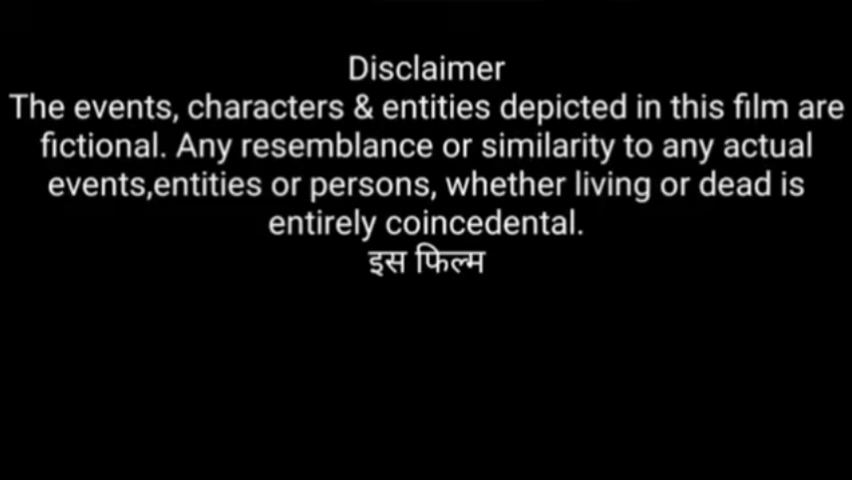 Disclaimer
The events, characters & entities depicted in this film are
fictional. Any resemblance or similarity to any actual
events,entities or persons, whether living or dead is
entirely coincedental.
इस फिल्म